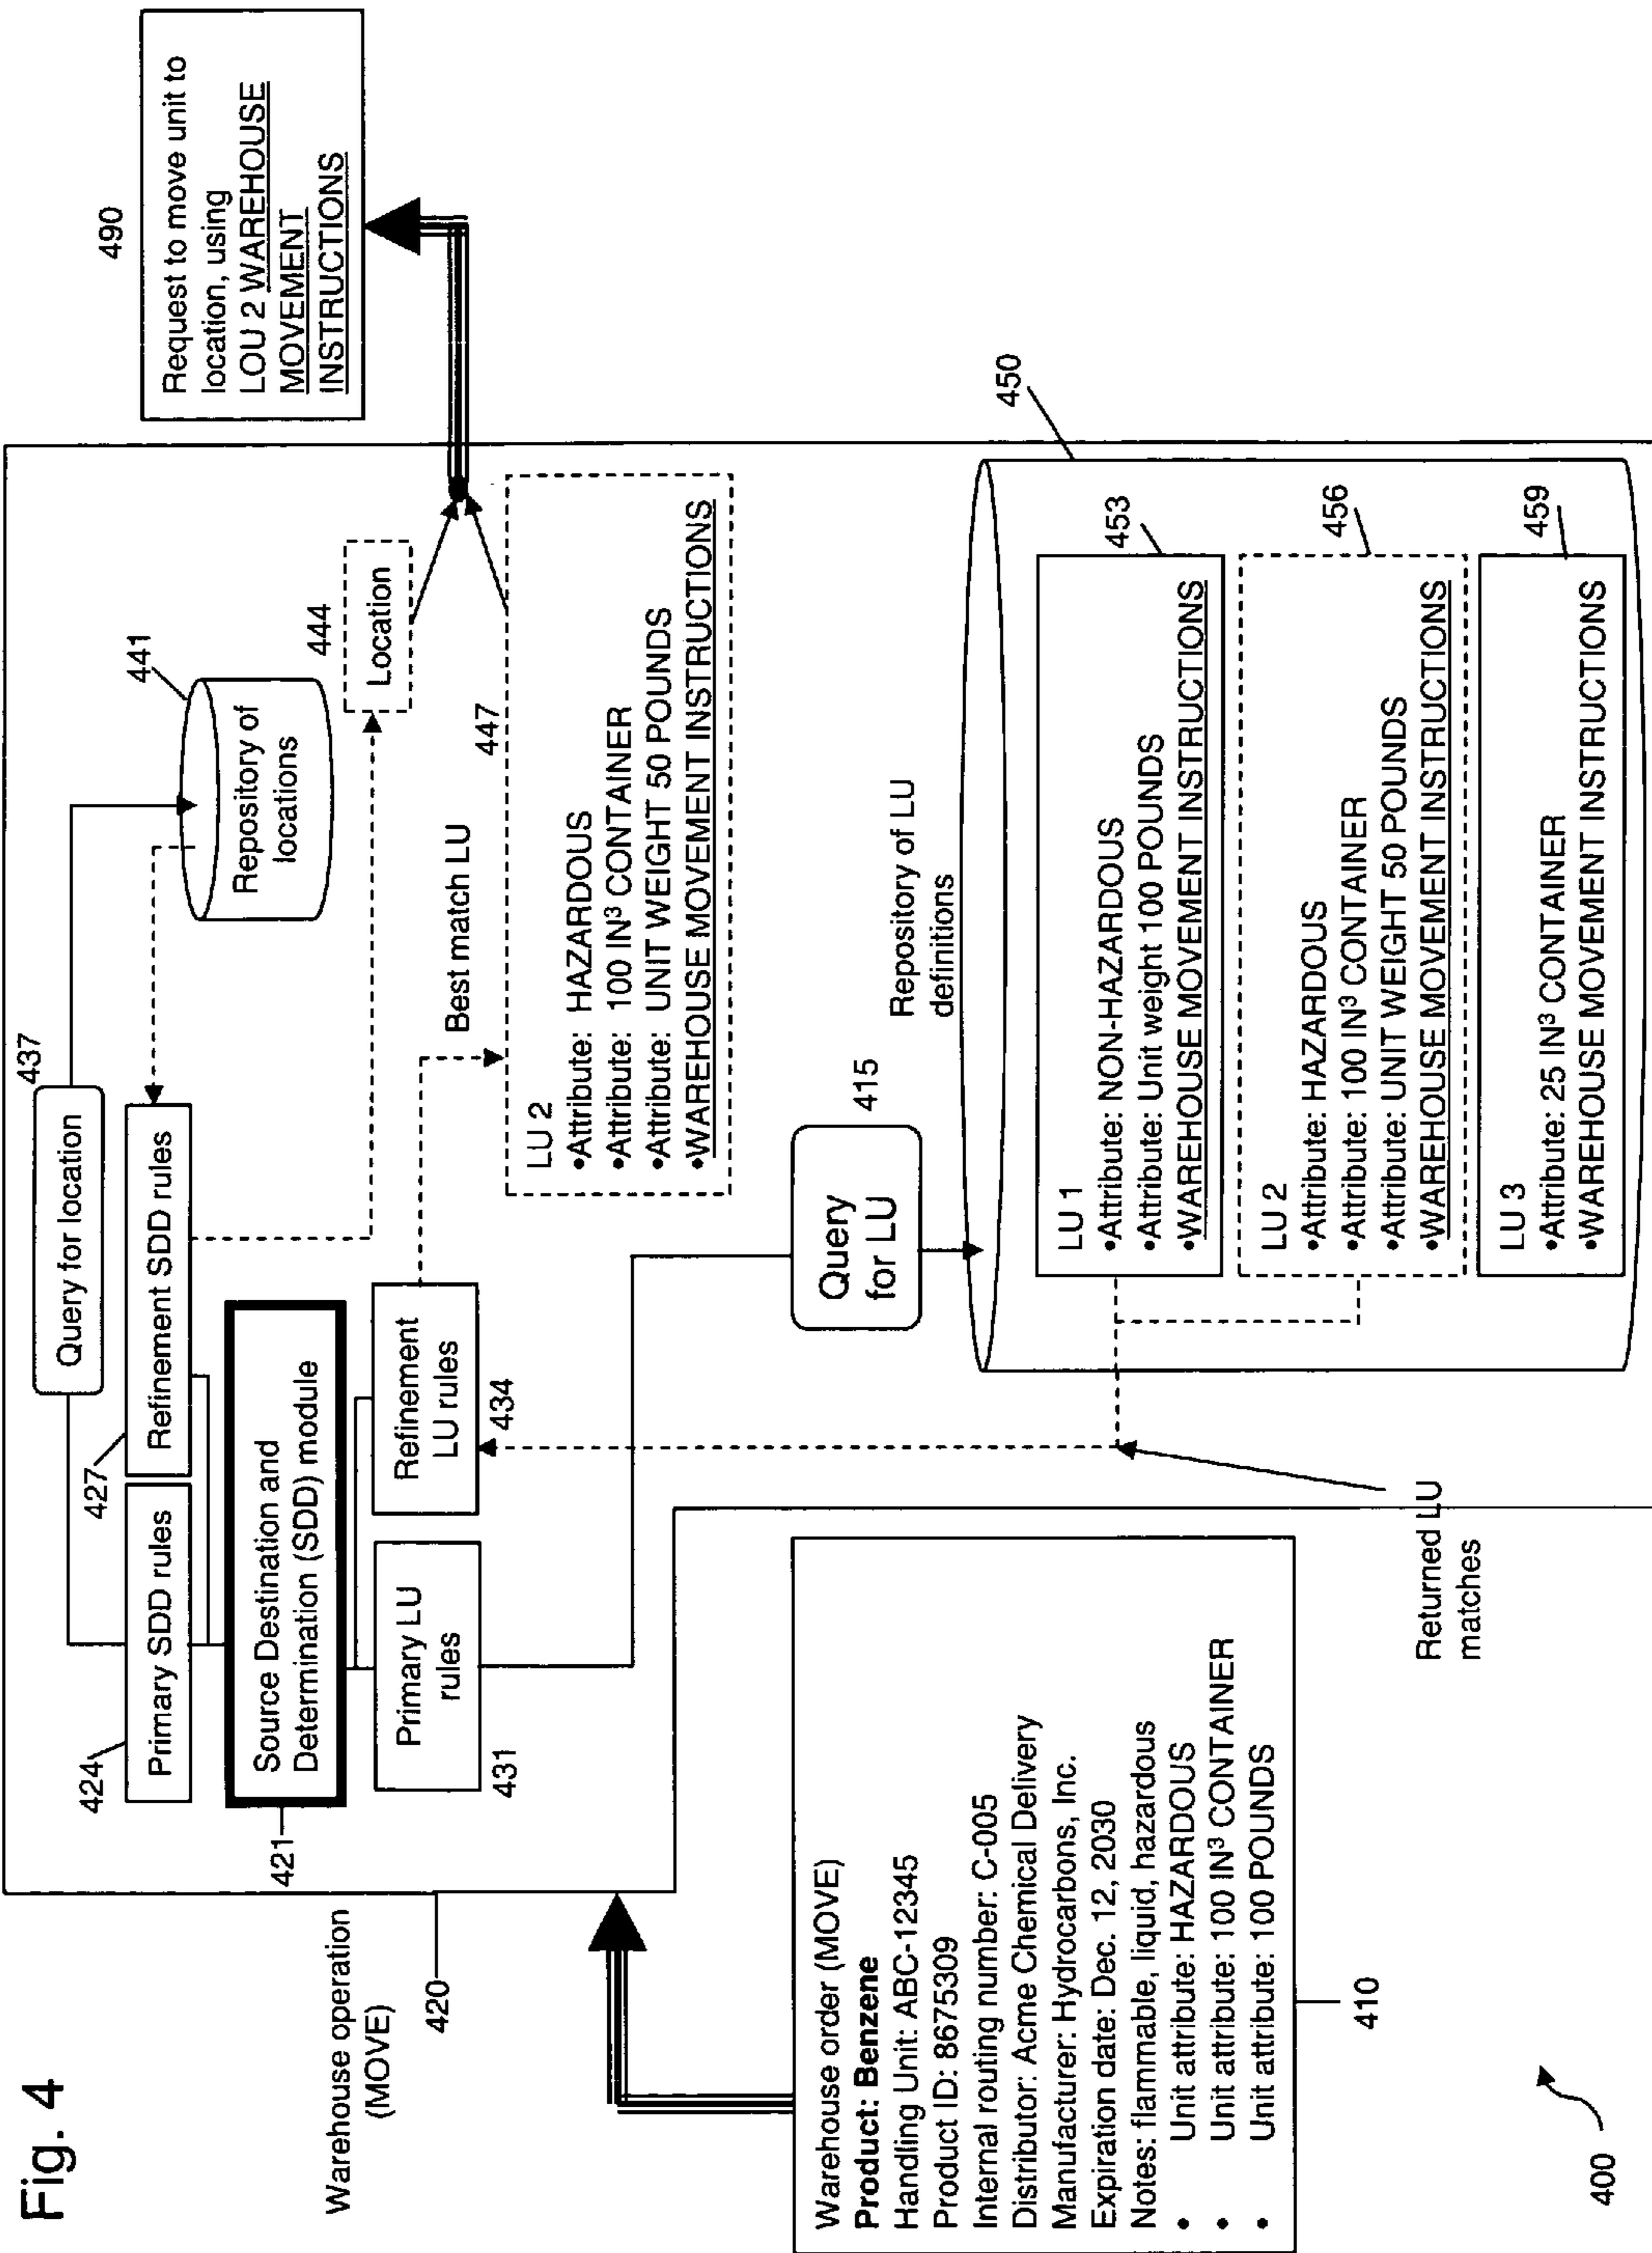 Fig. 4
Warehouse operation
(MOVE)
420
Warehouse order (MOVE)
Product: Benzene
Handling Unit: ABC-12345
Product ID: 8675309
Internal routing number: C-005
Distributor: Acme Chemical Delivery
Manufacturer: Hydrocarbons, Inc.
Expiration date: Dec. 12, 2030
Notes: flammable, liquid, hazardous
• Unit attribute: HAZARDOUS
• Unit attribute: 100 IN³ CONTAINER
• Unit attribute: 100 POUNDS
410
400
424
Primary SDD rules
427
Refinement SDD rules
437
Query for location
421
Source Destination and
Determination (SDD) module
Primary LU
rules
431
Refinement
LU rules
434
441
Repository of
locations
444
Location
Best match LU
447
LU 2
•Attribute: HAZARDOUS
•Attribute: 100 IN³ CONTAINER
•Attribute: UNIT WEIGHT 50 POUNDS
•WAREHOUSE MOVEMENT INSTRUCTIONS
490
Request to move unit to
location, using
LOU 2 WAREHOUSE
MOVEMENT
INSTRUCTIONS
Query
for LU
415
Repository of LU
definitions
450
LU 1
•Attribute: NON-HAZARDOUS
•Attribute: Unit weight 100 POUNDS
•WAREHOUSE MOVEMENT INSTRUCTIONS
453
LU 2
•Attribute: HAZARDOUS
•Attribute: 100 IN³ CONTAINER
•Attribute: UNIT WEIGHT 50 POUNDS
•WAREHOUSE MOVEMENT INSTRUCTIONS
456
LU 3
•Attribute: 25 IN³ CONTAINER
•WAREHOUSE MOVEMENT INSTRUCTIONS
459
Returned LU
matches